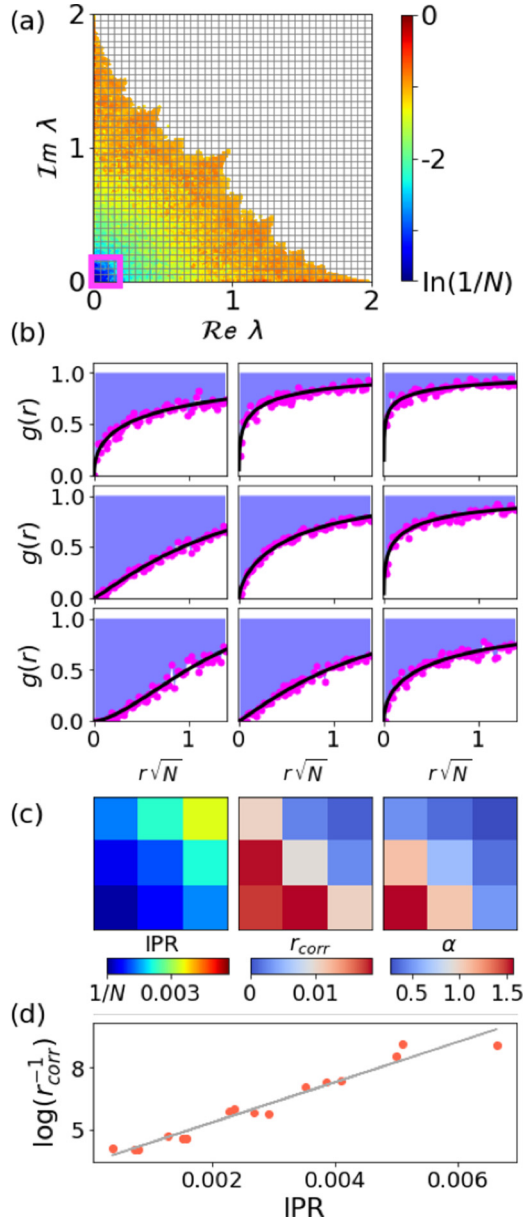 (a)
2
1
0
ℐm λ
0 1 2
ℛe λ
0
-2
ln(1/N)
(b)
1.0
0.5
0.0
g(r)
1.0
0.5
0.0
g(r)
1.0
0.5
0.0
g(r)
0 1 0 1 0 1
r√N r√N r√N
(c)
IPR r_corr α
1/N 0.003 0 0.01 0.5 1.0 1.5
(d)
8
5
log(r⁻¹_corr)
0.002 0.004 0.006
IPR